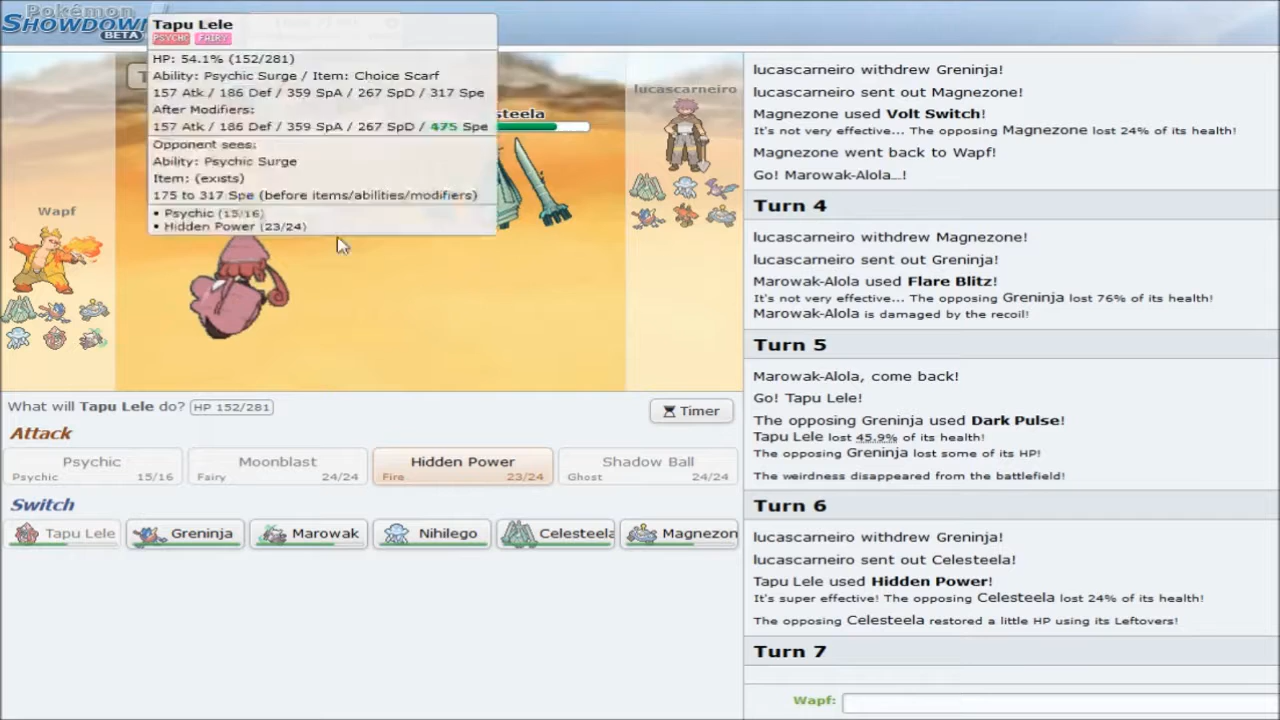 Pokémon
SHOWDOWN
BETA
Tapu Lele
PSYCHC FAIRY
HP: 54.1% (152/281)
Ability: Psychic Surge / Item: Choice Scarf
157 Atk / 186 Def / 359 SpA / 267 SpD / 317 Spe
After Modifiers:
157 Atk / 186 Def / 359 SpA / 267 SpD / 475 Spe
Opponent sees:
Ability: Psychic Surge
Item: (exists)
175 to 317 Spe (before items/abilities/modifiers)
• Psychic (15/16)
• Hidden Power (23/24)
steela
lucascarneiro
Wapf
What will Tapu Lele do? HP 152/281
Timer
Attack
Psychic
Psychic 15/16
Moonblast
Fairy 24/24
Hidden Power
Fire 23/24
Shadow Ball
Ghost 24/24
Switch
Tapu Lele
Greninja
Marowak
Nihilego
Celesteela
Magnezon
lucascarneiro withdrew Greninja!
lucascarneiro sent out Magnezone!
Magnezone used Volt Switch!
It's not very effective... The opposing Magnezone lost 24% of its health!
Magnezone went back to Wapf!
Go! Marowak-Alola_!
Turn 4
lucascarneiro withdrew Magnezone!
lucascarneiro sent out Greninja!
Marowak-Alola used Flare Blitz!
It's not very effective... The opposing Greninja lost 76% of its health!
Marowak-Alola is damaged by the recoil!
Turn 5
Marowak-Alola, come back!
Go! Tapu Lele!
The opposing Greninja used Dark Pulse!
Tapu Lele lost 45.9% of its health!
The opposing Greninja lost some of its HP!
The weirdness disappeared from the battlefield!
Turn 6
lucascarneiro withdrew Greninja!
lucascarneiro sent out Celesteela!
Tapu Lele used Hidden Power!
It's super effective! The opposing Celesteela lost 24% of its health!
The opposing Celesteela restored a little HP using its Leftovers!
Turn 7
Wapf: